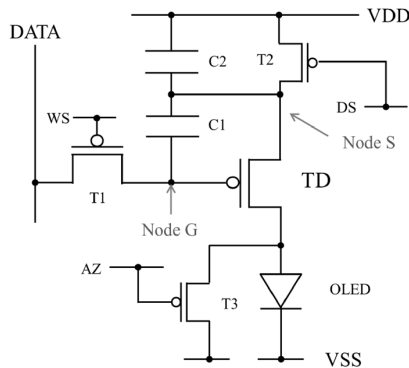 VDD
DATA
C2
T2
WS
C1
DS
Node S
T1
TD
Node G
AZ
T3
OLED
VSS